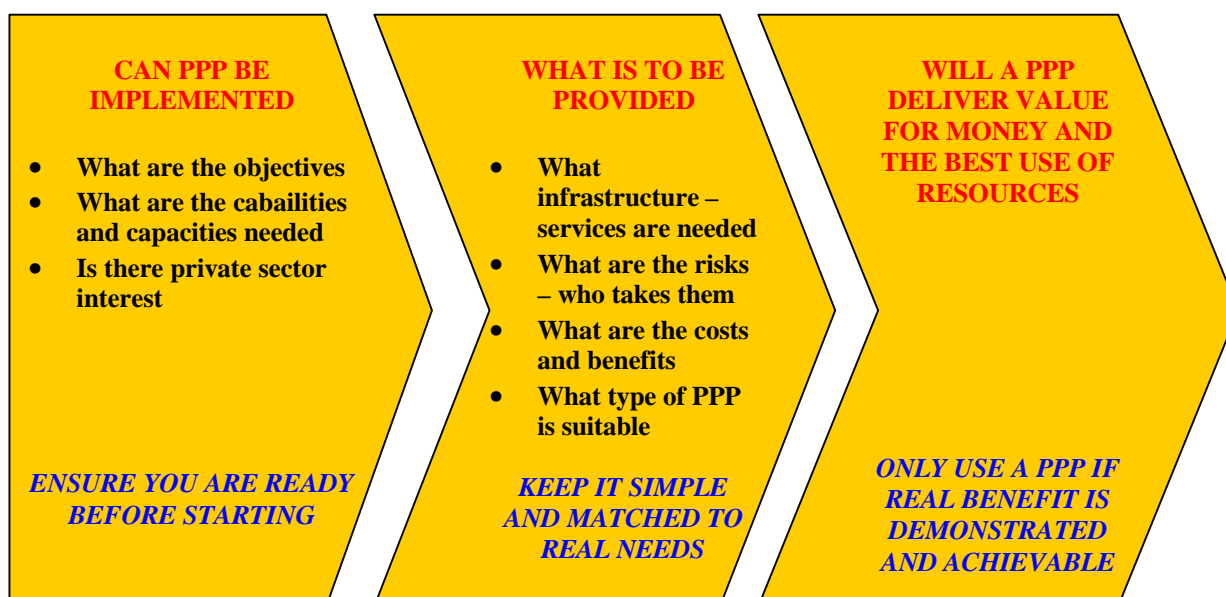 CAN PPP BE
IMPLEMENTED
• What are the objectives
• What are the cabailities
and capacities needed
• Is there private sector
interest
ENSURE YOU ARE READY
BEFORE STARTING
WHAT IS TO BE
PROVIDED
• What
infrastructure –
services are needed
• What are the risks
– who takes them
• What are the costs
and benefits
• What type of PPP
is suitable
KEEP IT SIMPLE
AND MATCHED TO
REAL NEEDS
WILL A PPP
DELIVER VALUE
FOR MONEY AND
THE BEST USE OF
RESOURCES
ONLY USE A PPP IF
REAL BENEFIT IS
DEMONSTRATED
AND ACHIEVABLE